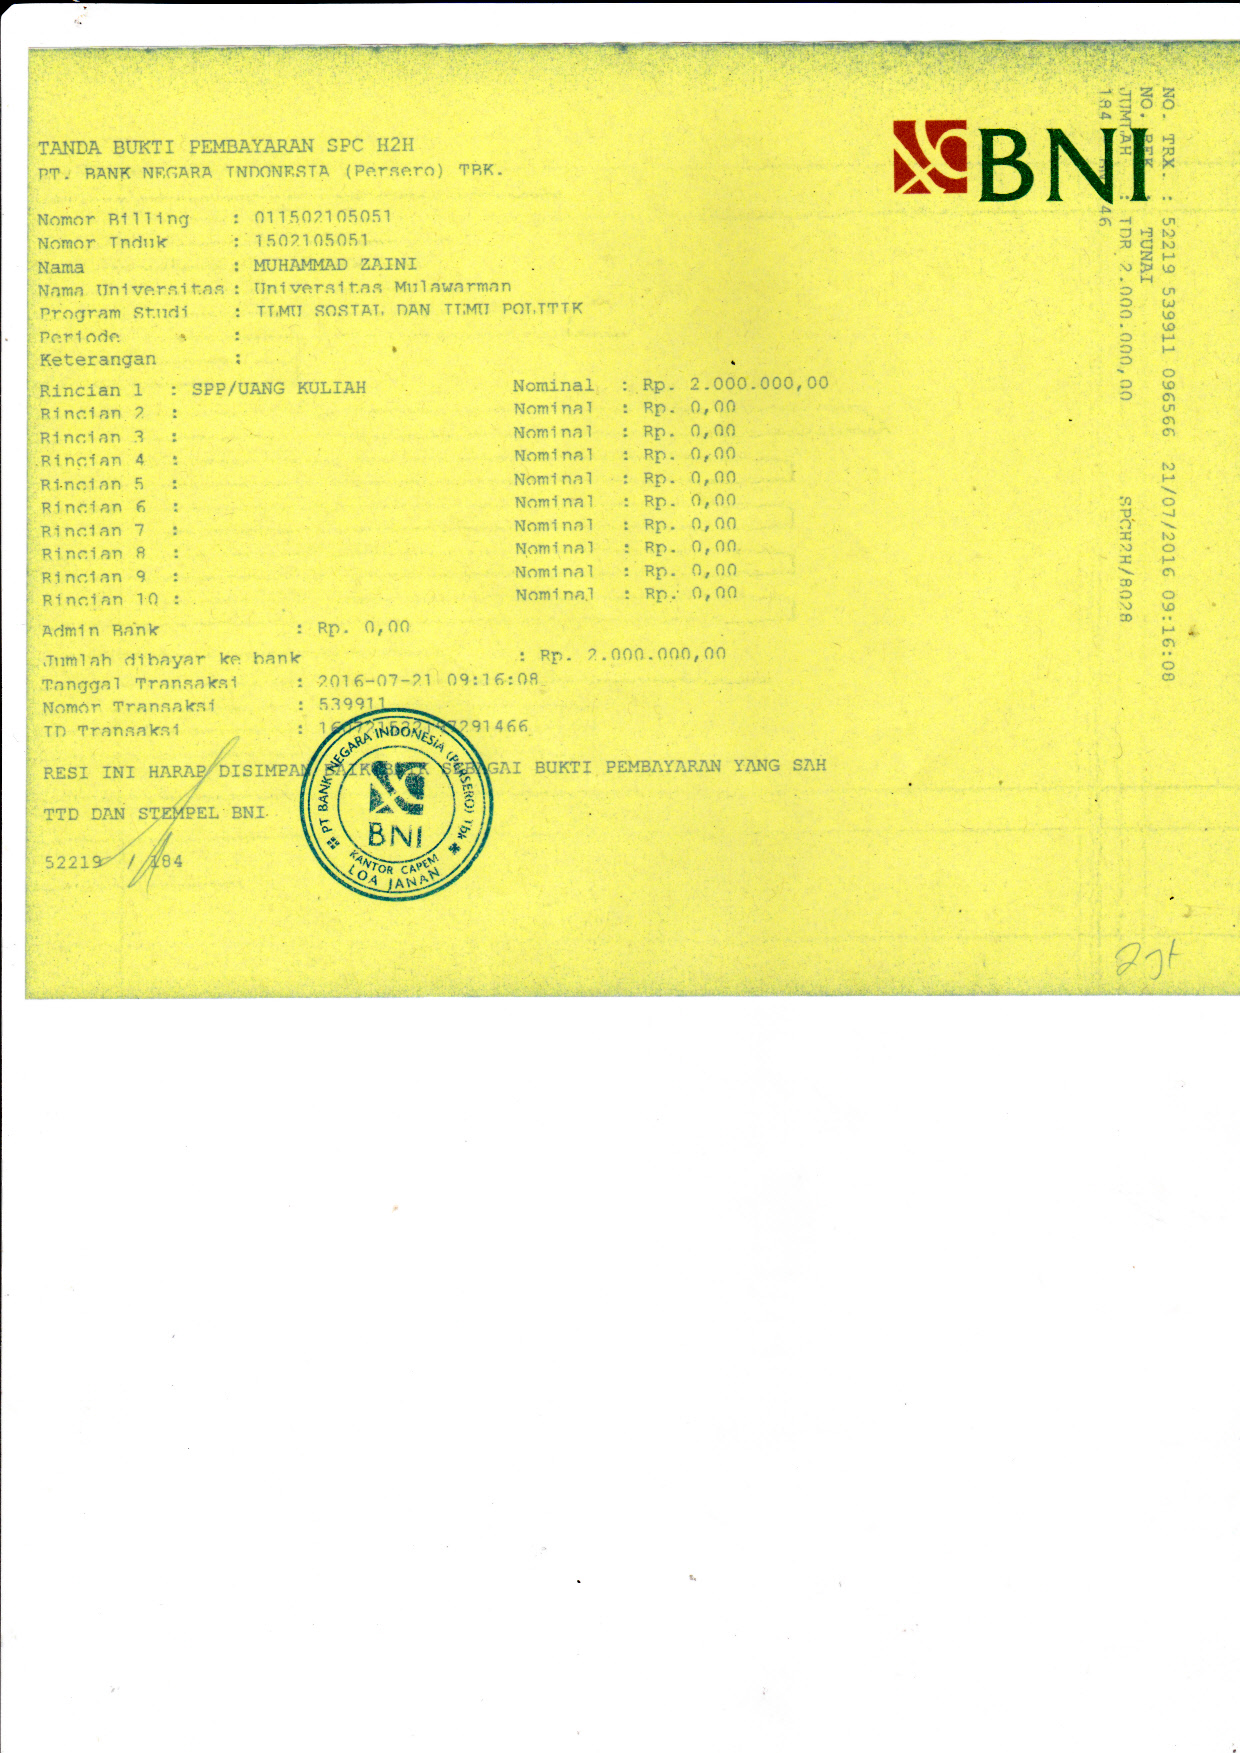 TANDA BUKTI PEMBAYARAN SPC H2H
PT. BANK NEGARA INDONESIA (Persero) TBK.
BNI
Nomor Billing : 011502105051
Nomor Induk : 1502105051
Nama : MUHAMMAD ZAINI
Nama Universitas : Universitas Mulawarman
Program Studi : ILMU SOSIAL DAN ILMU POLITIK
Periode :
Keterangan :
Rincian 1 : SPP/UANG KULIAH Nominal : Rp. 2.000.000,00
Rincian 2 : Nominal : Rp. 0,00
Rincian 3 : Nominal : Rp. 0,00
Rincian 4 : Nominal : Rp. 0,00
Rincian 5 : Nominal : Rp. 0,00
Rincian 6 : Nominal : Rp. 0,00
Rincian 7 : Nominal : Rp. 0,00
Rincian 8 : Nominal : Rp. 0,00
Rincian 9 : Nominal : Rp. 0,00
Rincian 10 : Nominal : Rp. 0,00
Admin Bank : Rp. 0,00
Jumlah dibayar ke bank : Rp. 2.000.000,00
Tanggal Transaksi : 2016-07-21 09:16:08
Nomor Transaksi : 539911
ID Transaksi :
RESI INI HARAP DISIMPAN BAIK-BAIK SEBAGAI BUKTI PEMBAYARAN YANG SAH
TTD DAN STEMPEL BNI
52219 / 184
PT BANK NEGARA INDONESIA (PERSERO) Tbk
BNI
KANTOR CAPEM
LOA JANAN
NO. TRX. : 52219 539911 096566 21/07/2016 09:16:08
NO. REK : TUNAI
JUMLAH : IDR 2.000.000,00 SPCH2H/8028
184